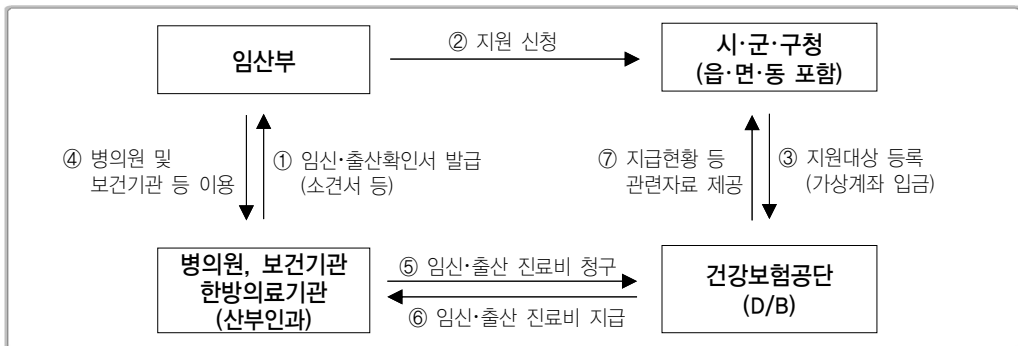 임산부
② 지원 신청
시·군·구청
(읍·면·동 포함)
④ 병의원 및
보건기관 등 이용
① 임신·출산확인서 발급
(소견서 등)
⑦ 지급현황 등
관련자료 제공
③ 지원대상 등록
(가상계좌 입금)
병의원, 보건기관
한방의료기관
(산부인과)
⑤ 임신·출산 진료비 청구
⑥ 임신·출산 진료비 지급
건강보험공단
(D/B)